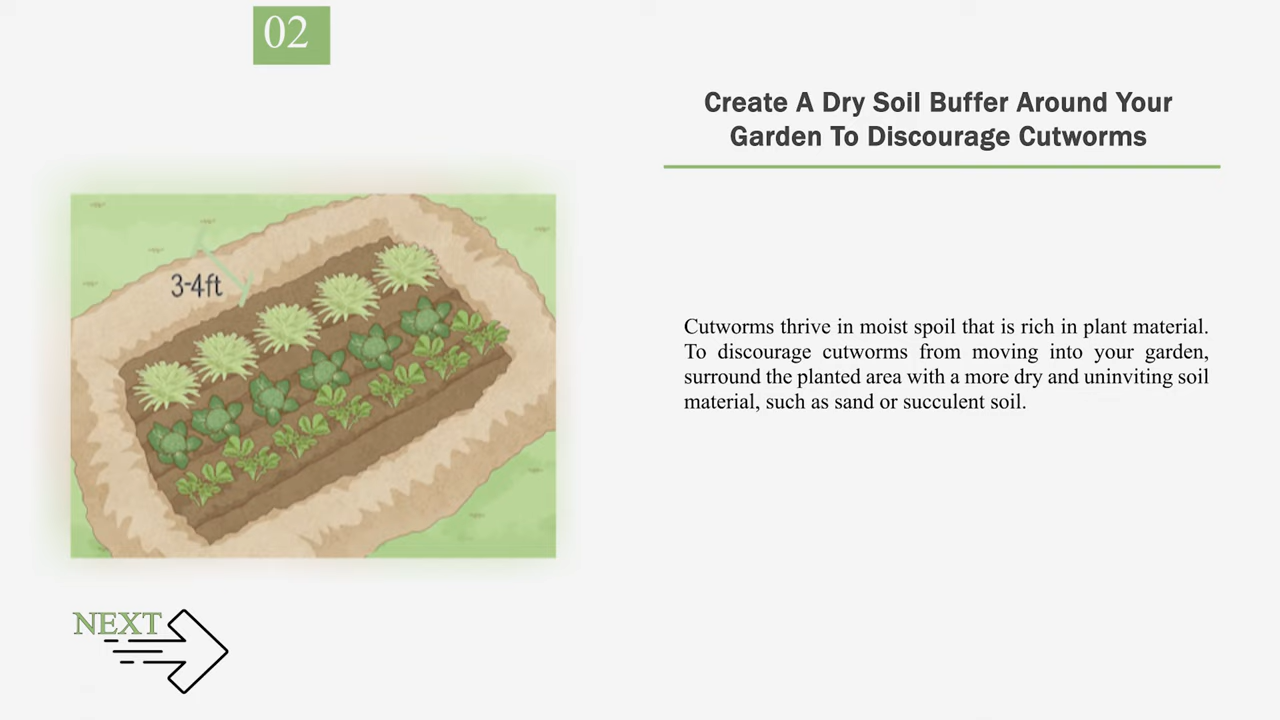 02
Create A Dry Soil Buffer Around Your
Garden To Discourage Cutworms
3-4ft
Cutworms thrive in moist spoil that is rich in plant material.
To discourage cutworms from moving into your garden,
surround the planted area with a more dry and uninviting soil
material, such as sand or succulent soil.
NEXT